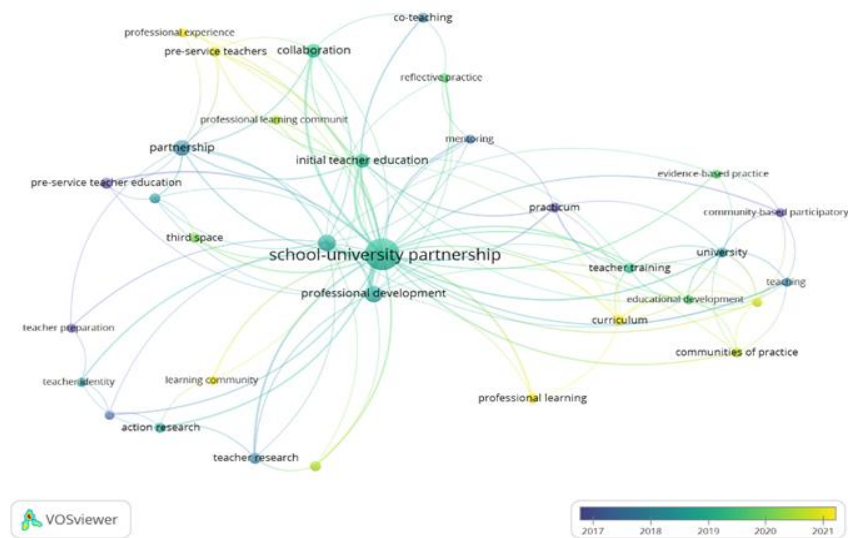 co-teaching
professional experience
pre-service teachers
collaboration
reflective practice
professional learning communit
mentoring
partnership
initial teacher education
evidence-based practice
pre-service teacher education
practicum
community-based participatory
third space
school-university partnership
university
teacher training
teaching
professional development
educational development
curriculum
teacher preparation
communities of practice
teacher identity
learning community
professional learning
action research
teacher research
VOSviewer
2017 2018 2019 2020 2021